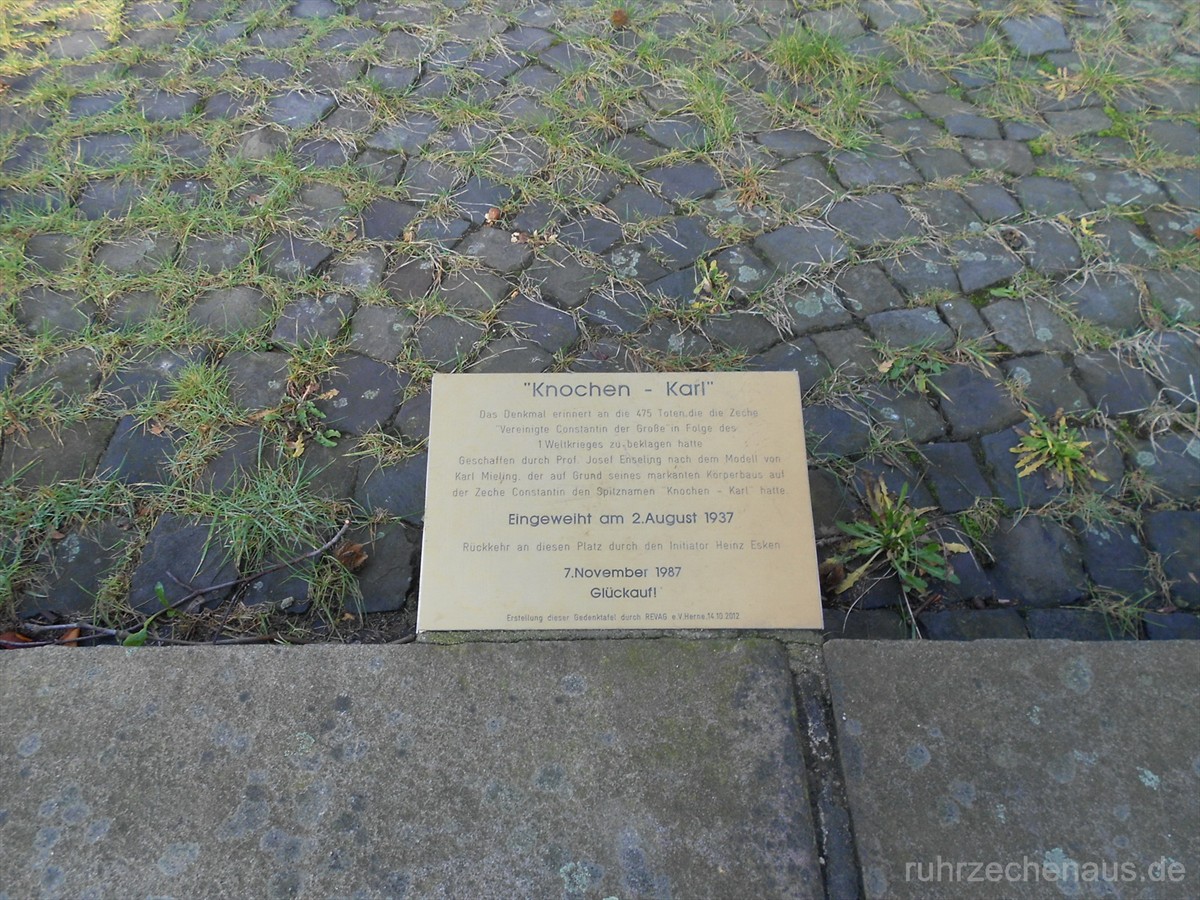 "Knochen - Karl"
Das Denkmal erinnert an die 475 Toten,die die Zeche
"Vereinigte Constantin der Große" in Folge des
1.Weltkrieges zu beklagen hatte.
Geschaffen durch Prof. Josef Enseling nach dem Modell von
Karl Mieling, der auf Grund seines markanten Körperbaus auf
der Zeche Constantin den Spitznamen "Knochen - Karl" hatte.
Eingeweiht am 2.August 1937
Rückkehr an diesen Platz durch den Initiator Heinz Esken
7.November 1987
Glückauf!
Erstellung dieser Gedenktafel durch REVAG e.V.Herne,14.10.2012
ruhrzechenaus.de